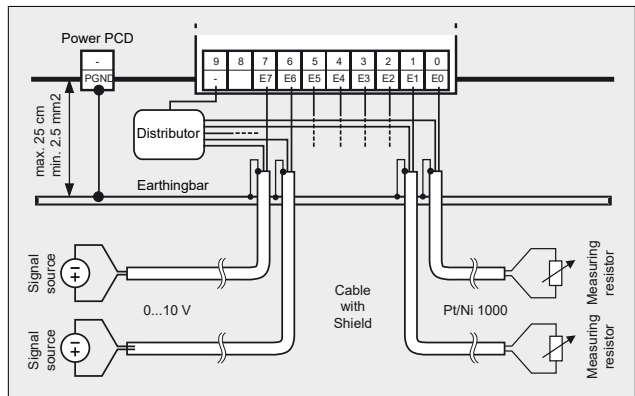 Power PCD
-
PGND
9 8 7 6 5 4 3 2 1 0
- E7 E6 E5 E4 E3 E2 E1 E0
max. 25 cm
min. 2.5 mm2
Distributor
Earthingbar
Signal
source
0...10 V
Cable
with
Shield
Pt/Ni 1000
Measuring
resistor
Signal
source
Measuring
resistor